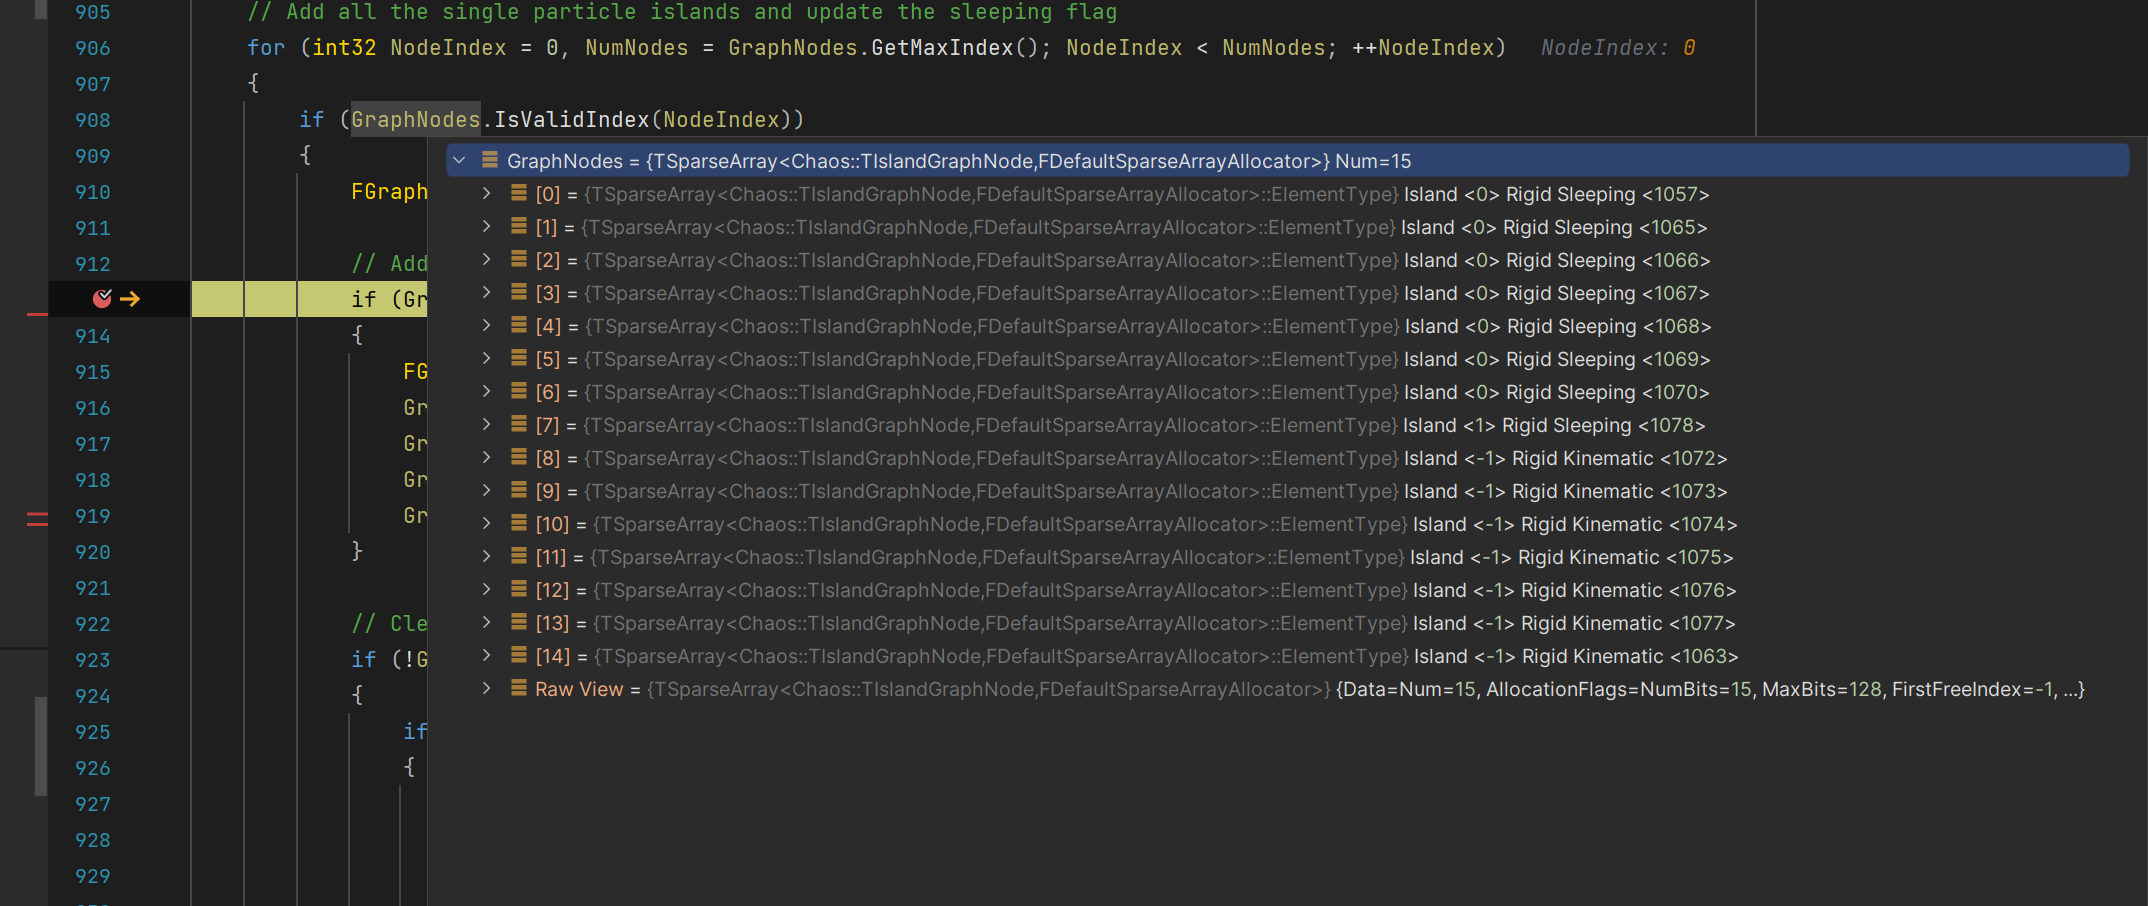 905 // Add all the single particle islands and update the sleeping flag
906 for (int32 NodeIndex = 0, NumNodes = GraphNodes.GetMaxIndex(); NodeIndex < NumNodes; ++NodeIndex) NodeIndex: 0
907 {
908 if (GraphNodes.IsValidIndex(NodeIndex))
909 {
GraphNodes = {TSparseArray<Chaos::TIslandGraphNode,FDefaultSparseArrayAllocator>} Num=15
910 FGraph
[0] = {TSparseArray<Chaos::TIslandGraphNode,FDefaultSparseArrayAllocator>::ElementType} Island <0> Rigid Sleeping <1057>
911
[1] = {TSparseArray<Chaos::TIslandGraphNode,FDefaultSparseArrayAllocator>::ElementType} Island <0> Rigid Sleeping <1065>
912 // Add
[2] = {TSparseArray<Chaos::TIslandGraphNode,FDefaultSparseArrayAllocator>::ElementType} Island <0> Rigid Sleeping <1066>
if (Gr
[3] = {TSparseArray<Chaos::TIslandGraphNode,FDefaultSparseArrayAllocator>::ElementType} Island <0> Rigid Sleeping <1067>
914 {
[4] = {TSparseArray<Chaos::TIslandGraphNode,FDefaultSparseArrayAllocator>::ElementType} Island <0> Rigid Sleeping <1068>
915 FG
[5] = {TSparseArray<Chaos::TIslandGraphNode,FDefaultSparseArrayAllocator>::ElementType} Island <0> Rigid Sleeping <1069>
916 Gr
[6] = {TSparseArray<Chaos::TIslandGraphNode,FDefaultSparseArrayAllocator>::ElementType} Island <0> Rigid Sleeping <1070>
917 Gr
[7] = {TSparseArray<Chaos::TIslandGraphNode,FDefaultSparseArrayAllocator>::ElementType} Island <1> Rigid Sleeping <1078>
918 Gr
[8] = {TSparseArray<Chaos::TIslandGraphNode,FDefaultSparseArrayAllocator>::ElementType} Island <-1> Rigid Kinematic <1072>
919 Gr
[9] = {TSparseArray<Chaos::TIslandGraphNode,FDefaultSparseArrayAllocator>::ElementType} Island <-1> Rigid Kinematic <1073>
[10] = {TSparseArray<Chaos::TIslandGraphNode,FDefaultSparseArrayAllocator>::ElementType} Island <-1> Rigid Kinematic <1074>
920 }
[11] = {TSparseArray<Chaos::TIslandGraphNode,FDefaultSparseArrayAllocator>::ElementType} Island <-1> Rigid Kinematic <1075>
921
[12] = {TSparseArray<Chaos::TIslandGraphNode,FDefaultSparseArrayAllocator>::ElementType} Island <-1> Rigid Kinematic <1076>
922 // Cle
[13] = {TSparseArray<Chaos::TIslandGraphNode,FDefaultSparseArrayAllocator>::ElementType} Island <-1> Rigid Kinematic <1077>
923 if (!G
[14] = {TSparseArray<Chaos::TIslandGraphNode,FDefaultSparseArrayAllocator>::ElementType} Island <-1> Rigid Kinematic <1063>
924 {
Raw View = {TSparseArray<Chaos::TIslandGraphNode,FDefaultSparseArrayAllocator>} {Data=Num=15, AllocationFlags=NumBits=15, MaxBits=128, FirstFreeIndex=-1, ...}
925 if
926 {
927
928
929